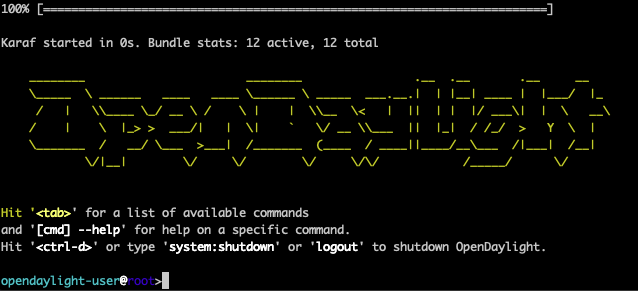 100% [========================================================================]
Karaf started in 0s. Bundle stats: 12 active, 12 total
OpenDaylight
Hit '<tab>' for a list of available commands
and '[cmd] --help' for help on a specific command.
Hit '<ctrl-d>' or type 'system:shutdown' or 'logout' to shutdown OpenDaylight.
opendaylight-user@root>